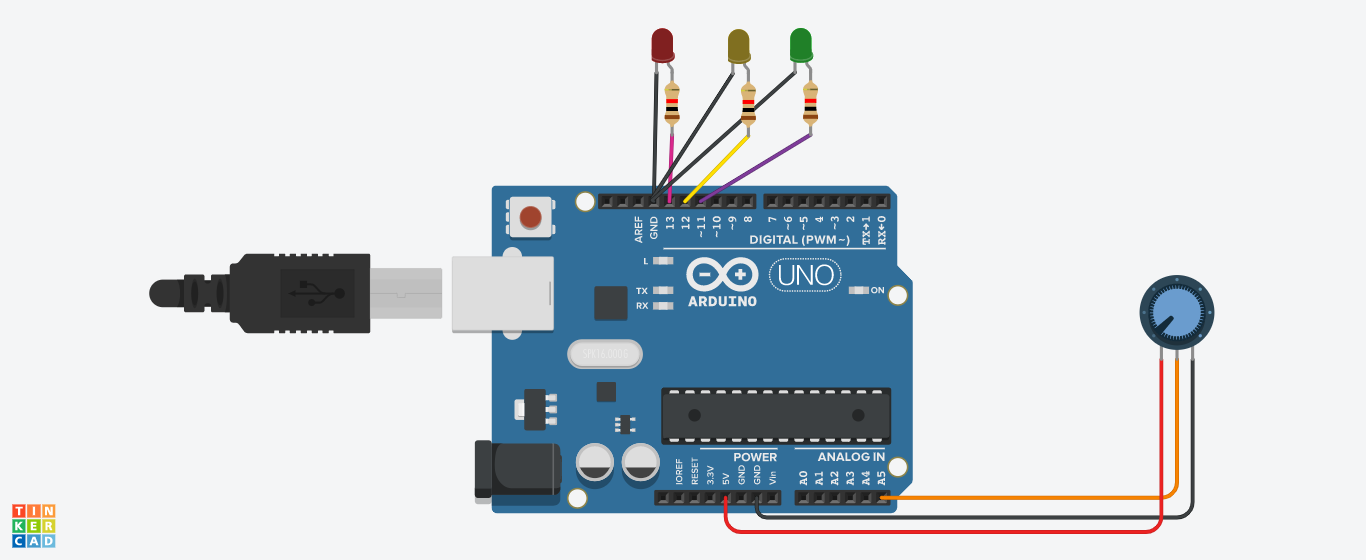 AREF
GND
13
12
~11
~10
~9
8
7
~6
~5
4
~3
2
TX→1
RX←0
DIGITAL (PWM~)
L
TX
RX
ARDUINO
UNO
ON
POWER
ANALOG IN
IOREF
RESET
3.3V
5V
GND
GND
Vin
A0
A1
A2
A3
A4
A5
TIN
KER
CAD